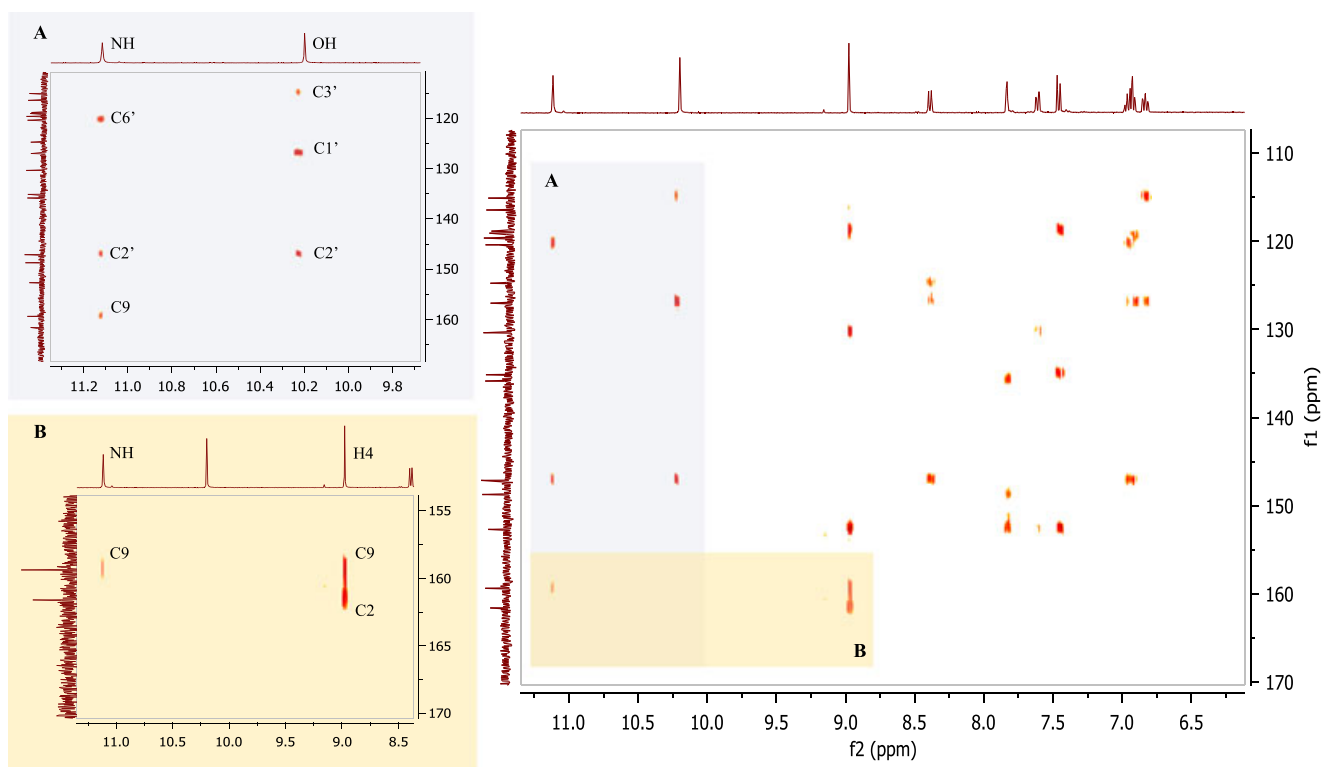 A
NH
OH
C3’
C6’
C1’
C2’
C2’
C9
120
130
140
150
160
11.2
11.0
10.8
10.6
10.4
10.2
10.0
9.8
B
NH
H4
C9
C9
C2
155
160
165
170
11.0
10.5
10.0
9.5
9.0
8.5
A
B
110
120
130
140
150
160
170
f1 (ppm)
11.0
10.5
10.0
9.5
9.0
8.5
8.0
7.5
7.0
6.5
f2 (ppm)